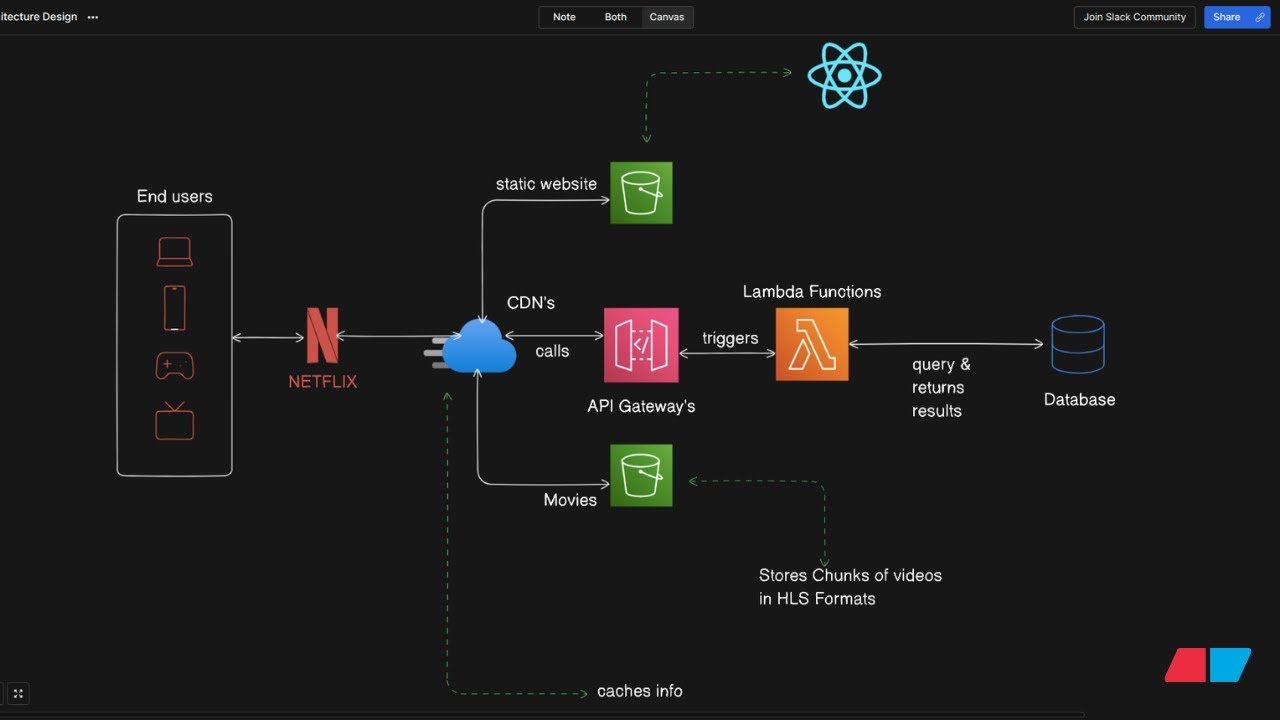 itecture Design
Note
Both
Canvas
Join Slack Community
Share
End users
static website
CDN's
Lambda Functions
triggers
calls
query &
returns
results
NETFLIX
API Gateway's
Database
Movies
Stores Chunks of videos
in HLS Formats
caches info